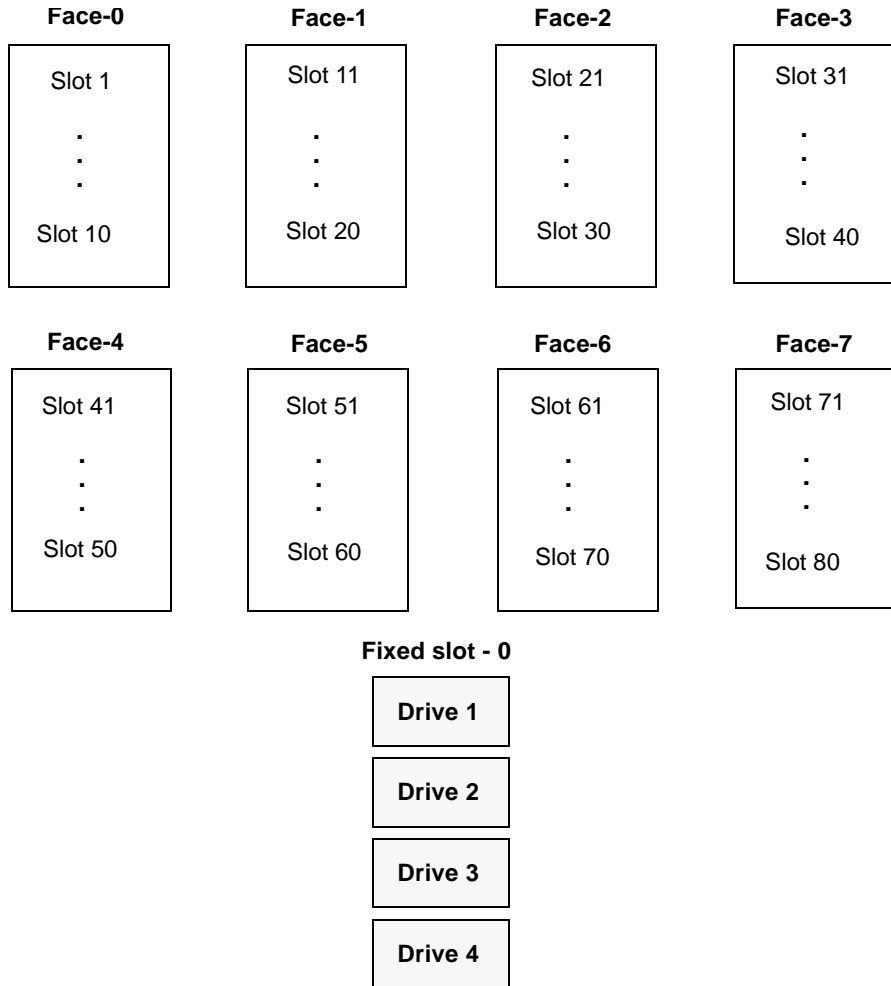 Face-0 Face-1 Face-2 Face-3
Slot 1 Slot 11 Slot 21 Slot 31
. . . .
. . . .
. . . .
Slot 10 Slot 20 Slot 30 Slot 40
Face-4 Face-5 Face-6 Face-7
Slot 41 Slot 51 Slot 61 Slot 71
. . . .
. . . .
. . . .
Slot 50 Slot 60 Slot 70 Slot 80
Fixed slot - 0
Drive 1
Drive 2
Drive 3
Drive 4